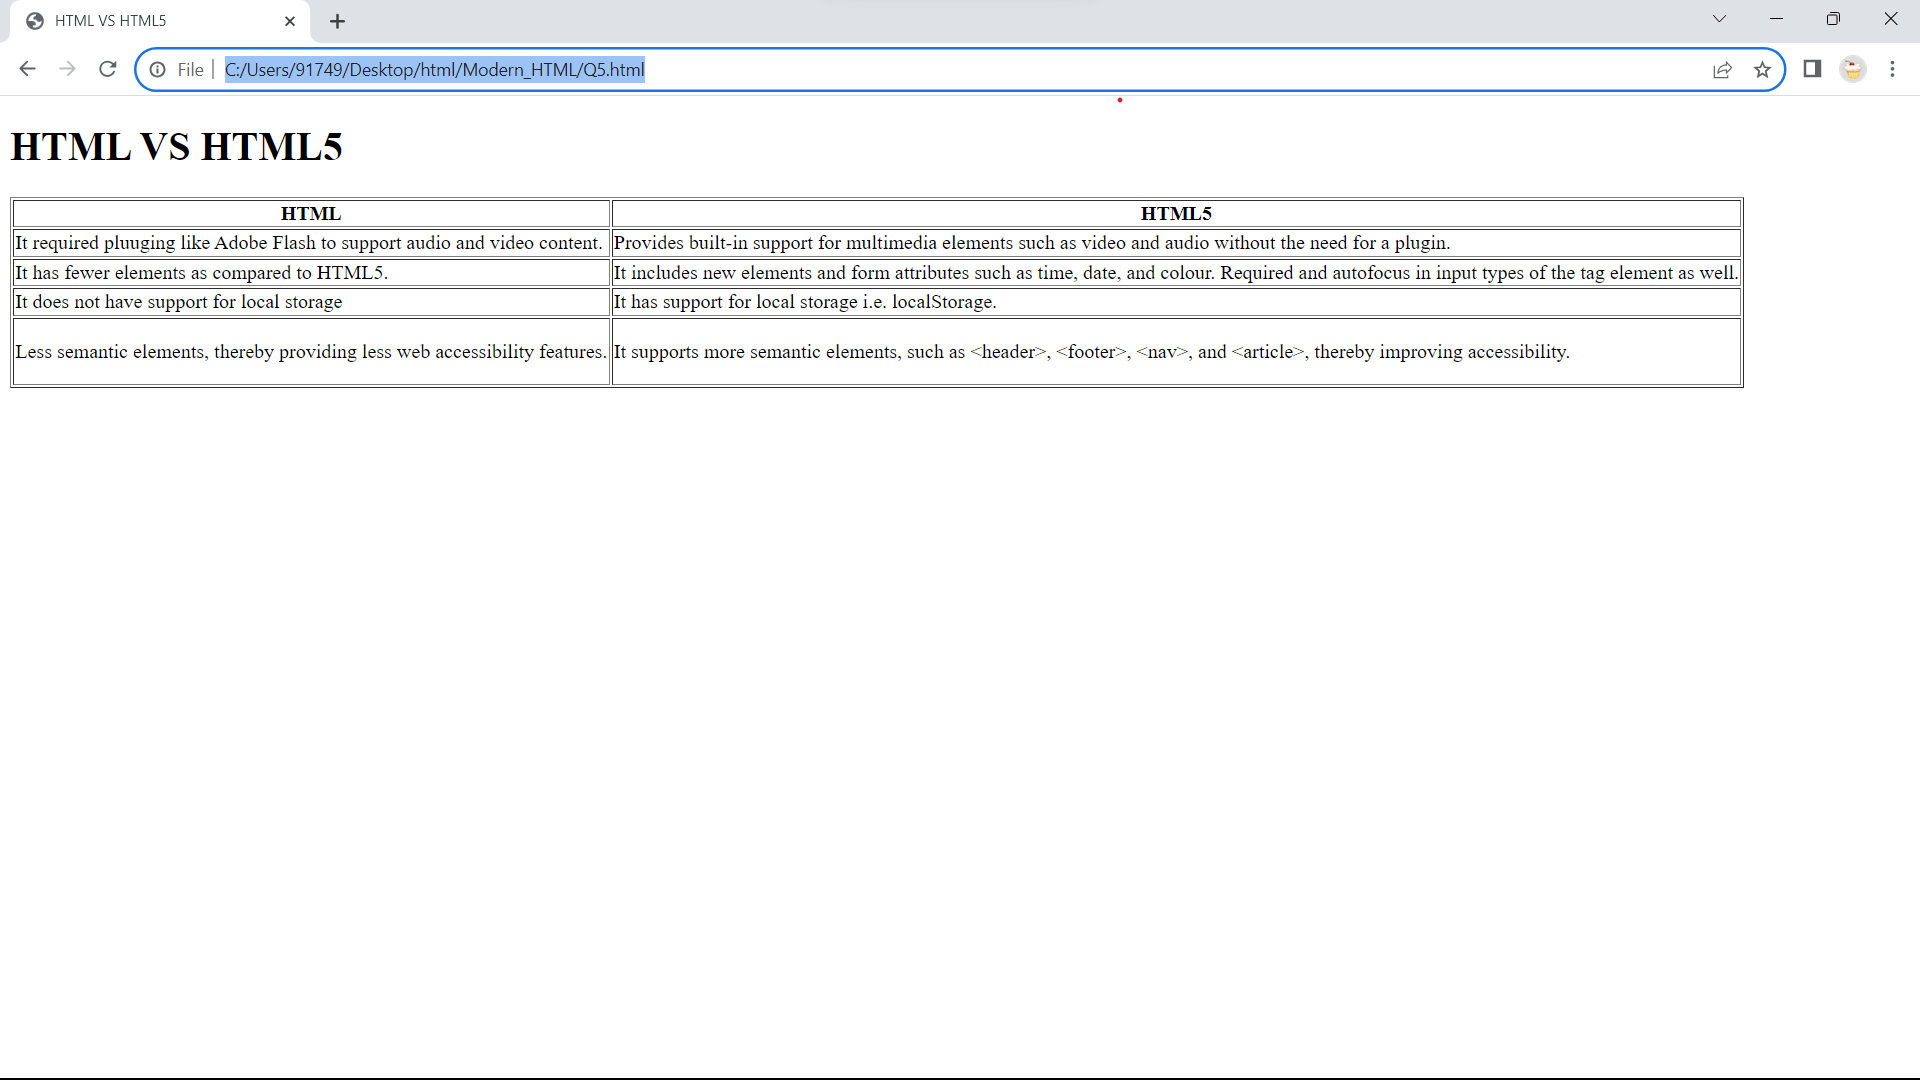 HTML VS HTML5
File | C:/Users/91749/Desktop/html/Modern_HTML/Q5.html
HTML VS HTML5
HTML HTML5
It required pluuging like Adobe Flash to support audio and video content. Provides built-in support for multimedia elements such as video and audio without the need for a plugin.
It has fewer elements as compared to HTML5. It includes new elements and form attributes such as time, date, and colour. Required and autofocus in input types of the tag element as well.
It does not have support for local storage It has support for local storage i.e. localStorage.
Less semantic elements, thereby providing less web accessibility features. It supports more semantic elements, such as <header>, <footer>, <nav>, and <article>, thereby improving accessibility.